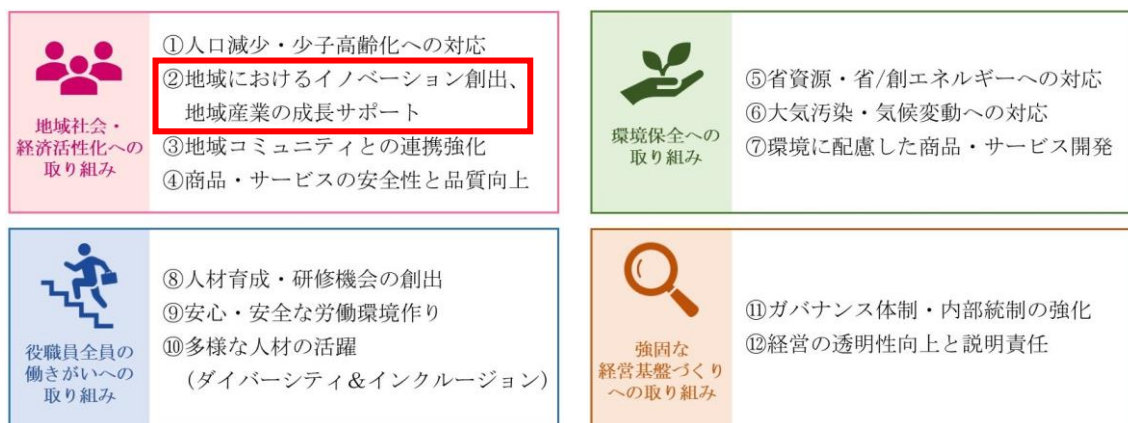 地域社会・
経済活性化への
取り組み
①人口減少・少子高齢化への対応
②地域におけるイノベーション創出、
地域産業の成長サポート
③地域コミュニティとの連携強化
④商品・サービスの安全性と品質向上
環境保全への
取り組み
⑤省資源・省/創エネルギーへの対応
⑥大気汚染・気候変動への対応
⑦環境に配慮した商品・サービス開発
役職員全員の
働きがいへの
取り組み
⑧人材育成・研修機会の創出
⑨安心・安全な労働環境作り
⑩多様な人材の活躍
（ダイバーシティ＆インクルージョン）
強固な
経営基盤づくり
への取り組み
⑪ガバナンス体制・内部統制の強化
⑫経営の透明性向上と説明責任